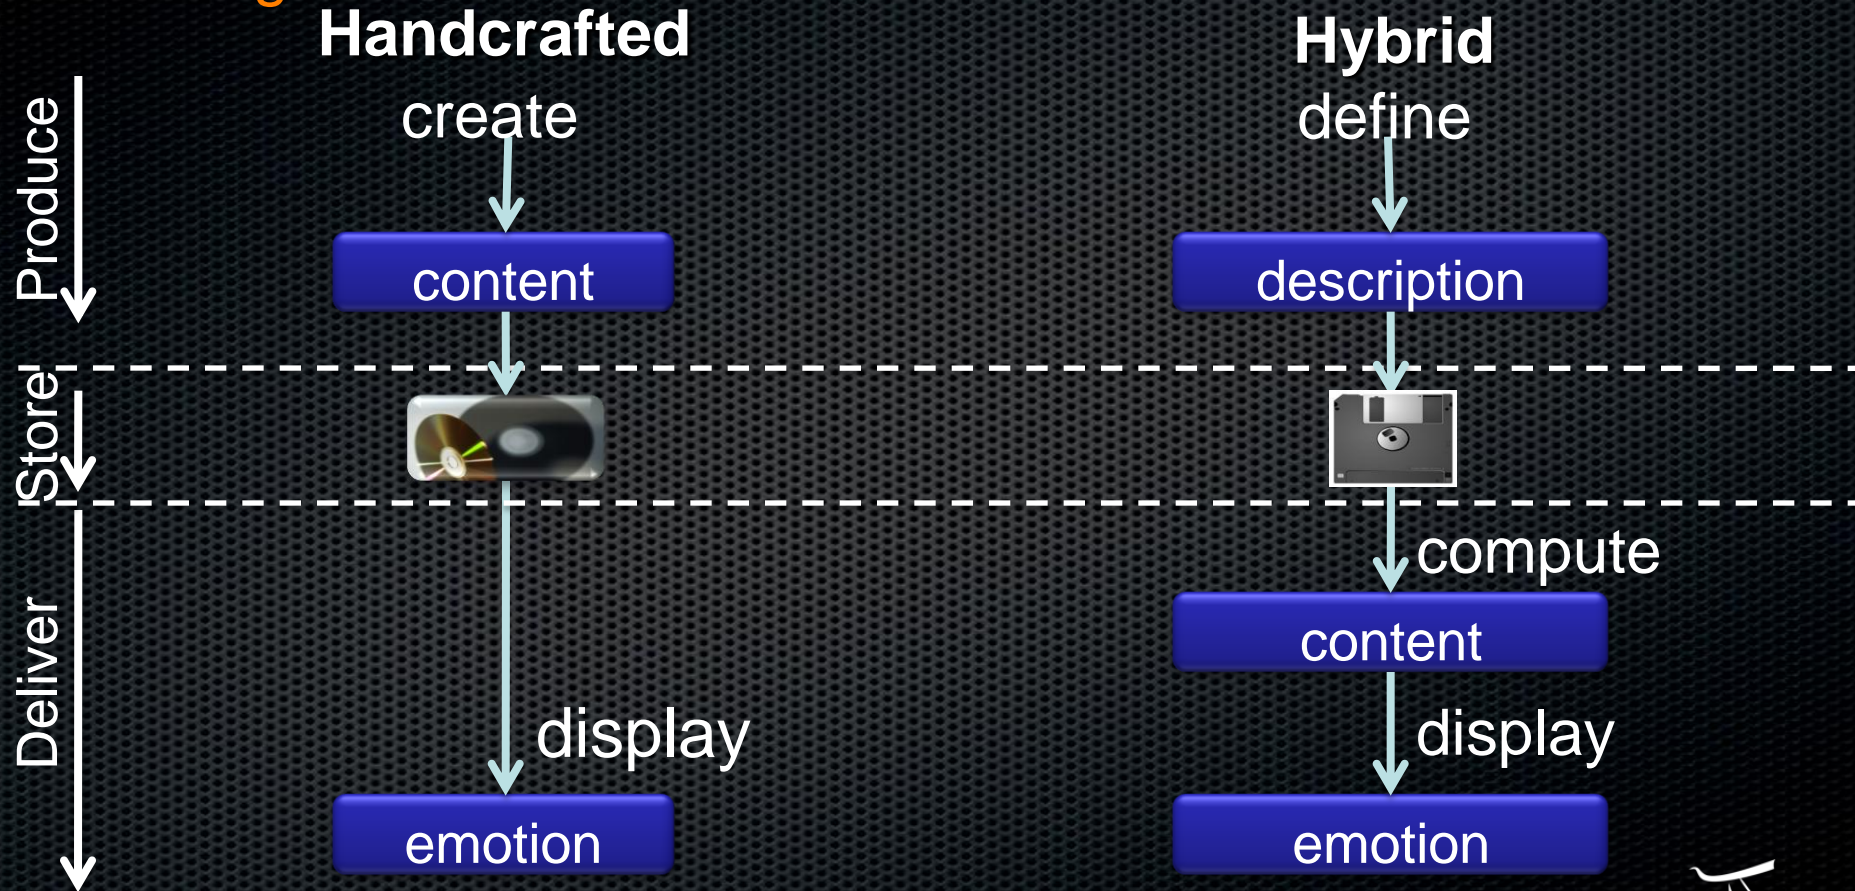 Handcrafted
Hybrid
create
define
Produce
content
description
Store
compute
content
Deliver
display
display
emotion
emotion